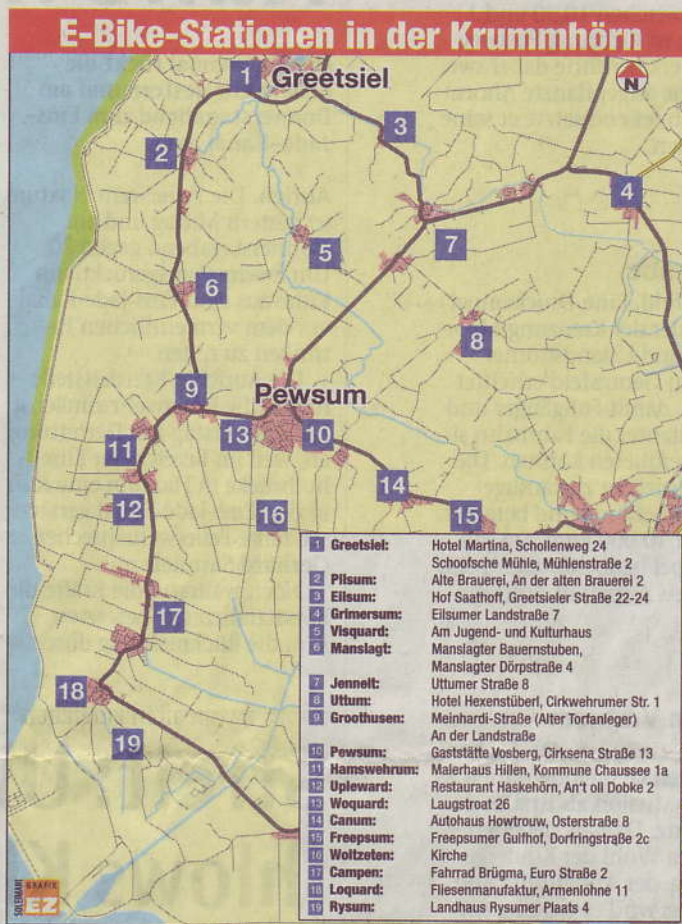 E-Bike-Stationen in der Krummhörn
N
1 Greetsiel
2
3
4
5
6
7
8
9
Pewsum
11
13
10
12
14
16
15
17
18
19
1 Greetsiel: Hotel Martina, Schollenweg 24
Schoofsche Mühle, Mühlenstraße 2
2 Pilsum: Alte Brauerei, An der alten Brauerei 2
3 Eilsum: Hof Saathoff, Greetsieler Straße 22-24
4 Grimersum: Eilsumer Landstraße 7
5 Visquard: Am Jugend- und Kulturhaus
6 Manslagt: Manslagter Bauernstuben,
Manslagter Dörpstraße 4
7 Jennelt: Uttumer Straße 8
8 Uttum: Hotel Hexenstüberl, Cirkwehrumer Str. 1
9 Groothusen: Meinhardi-Straße (Alter Torfanleger)
An der Landstraße
10 Pewsum: Gaststätte Vosberg, Cirksena Straße 13
11 Hamswehrum: Malerhaus Hillen, Kommune Chaussee 1a
12 Upleward: Restaurant Haskehörn, An't oll Dobke 2
13 Woquard: Laugstroat 26
14 Canum: Autohaus Howtrouw, Osterstraße 8
15 Freepsum: Freepsumer Gulfhof, Dorfringstraße 2c
16 Woltzeten: Kirche
17 Campen: Fahrrad Brügma, Euro Straße 2
18 Loquard: Fliesenmanufaktur, Armenlohne 11
19 Rysum: Landhaus Rysumer Plaats 4
SOLEIMANI
GRAFIK
EZ